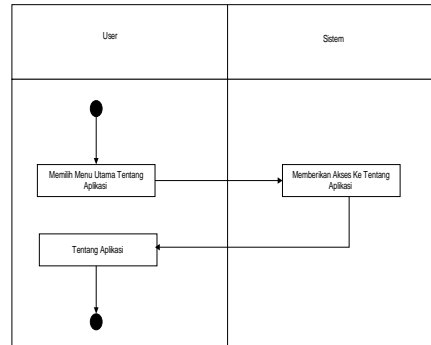 User
Sistem
Memilih Menu Utama Tentang
Aplikasi
Memberikan Akses Ke Tentang
Aplikasi
Tentang Aplikasi